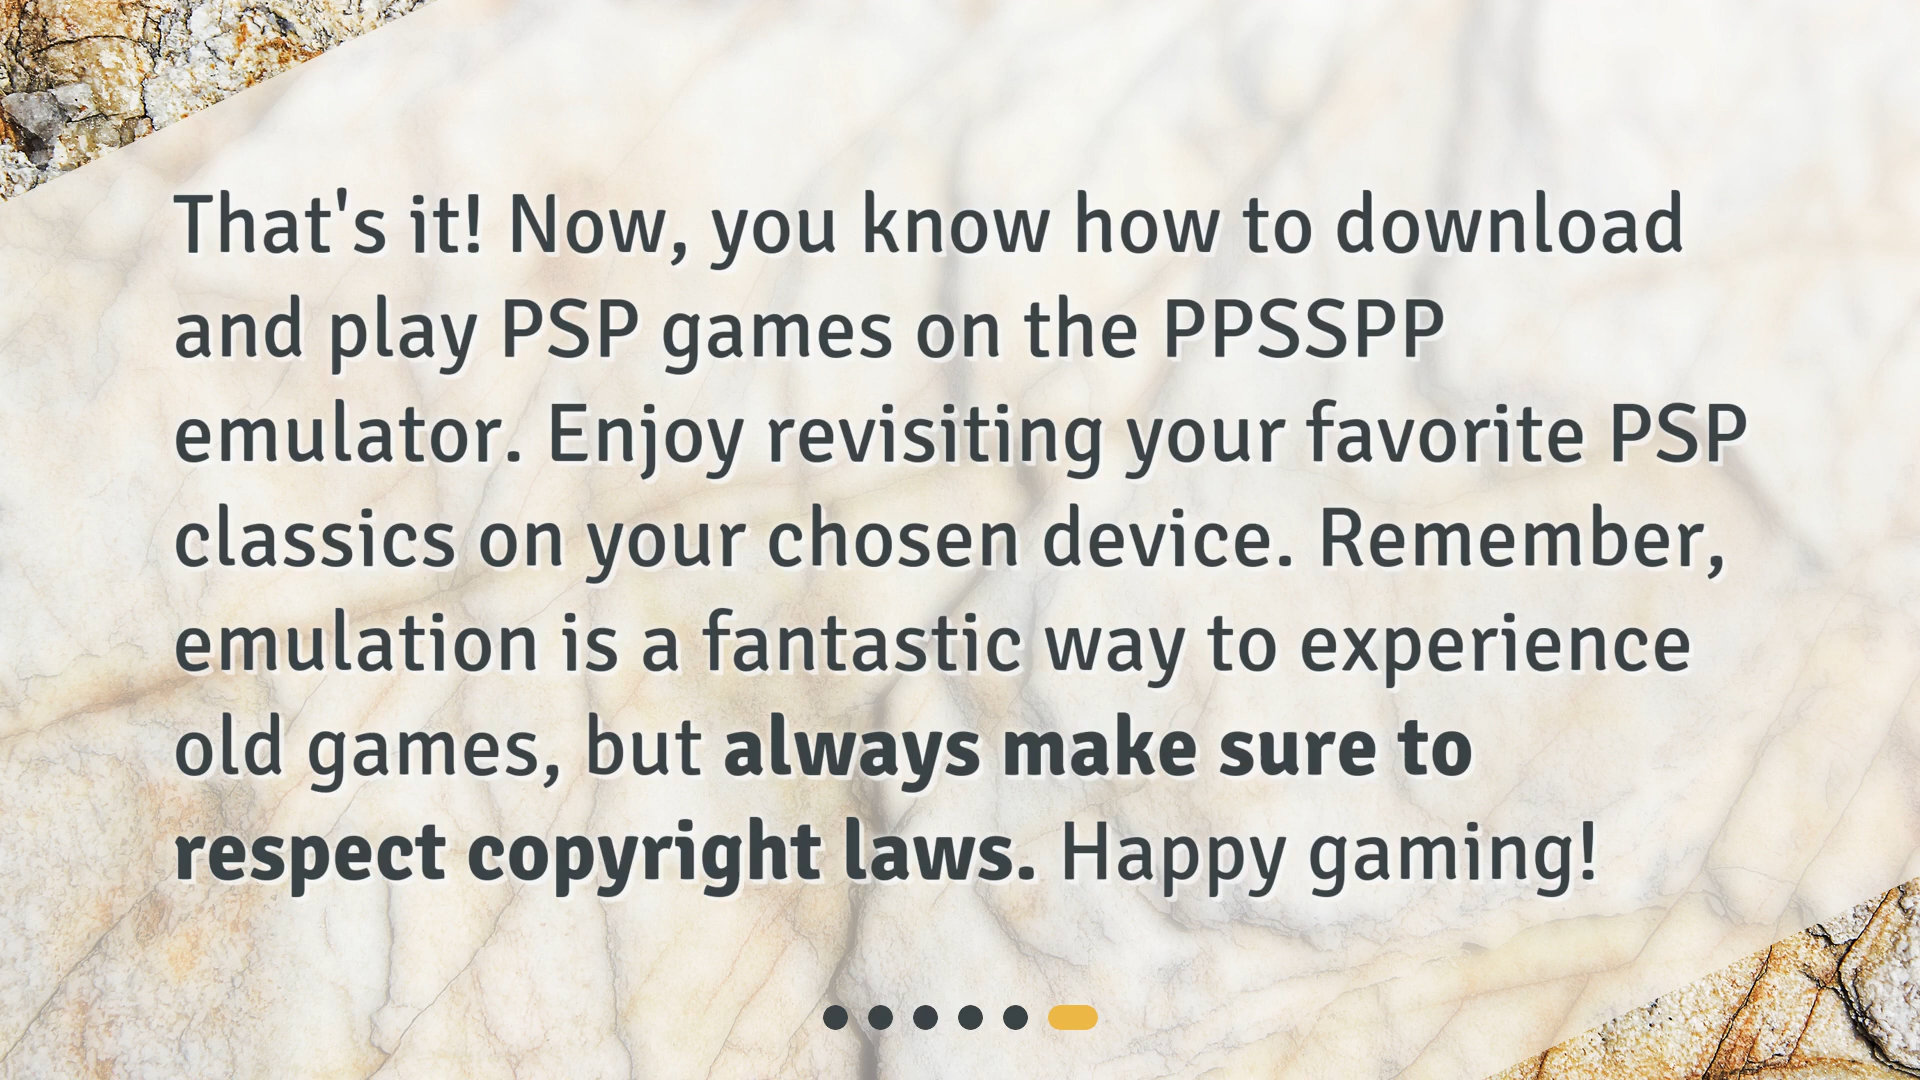 That's it! Now, you know how to download
and play PSP games on the PPSSPP
emulator. Enjoy revisiting your favorite PSP
classics on your chosen device. Remember,
emulation is a fantastic way to experience
old games, but always make sure to
respect copyright laws. Happy gaming!